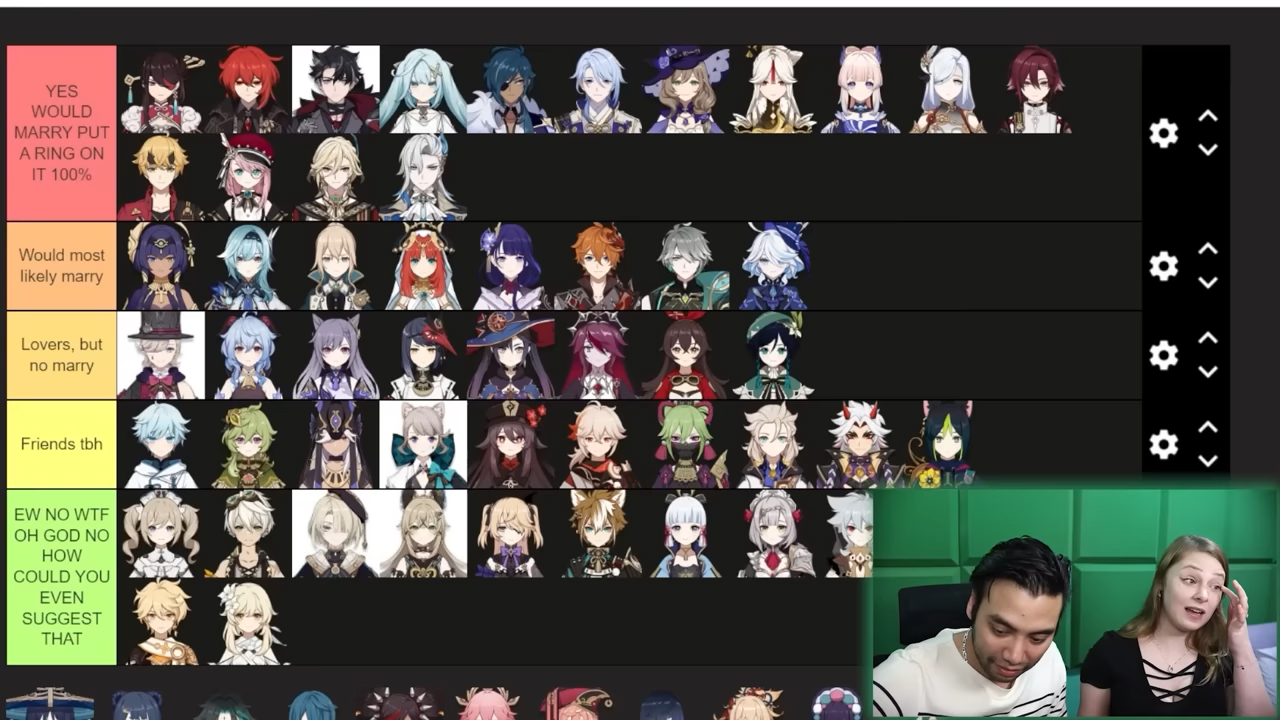 YES
WOULD
MARRY PUT
A RING ON
IT 100%
Would most
likely marry
Lovers, but
no marry
Friends tbh
EW NO WTF
OH GOD NO
HOW
COULD YOU
EVEN
SUGGEST
THAT